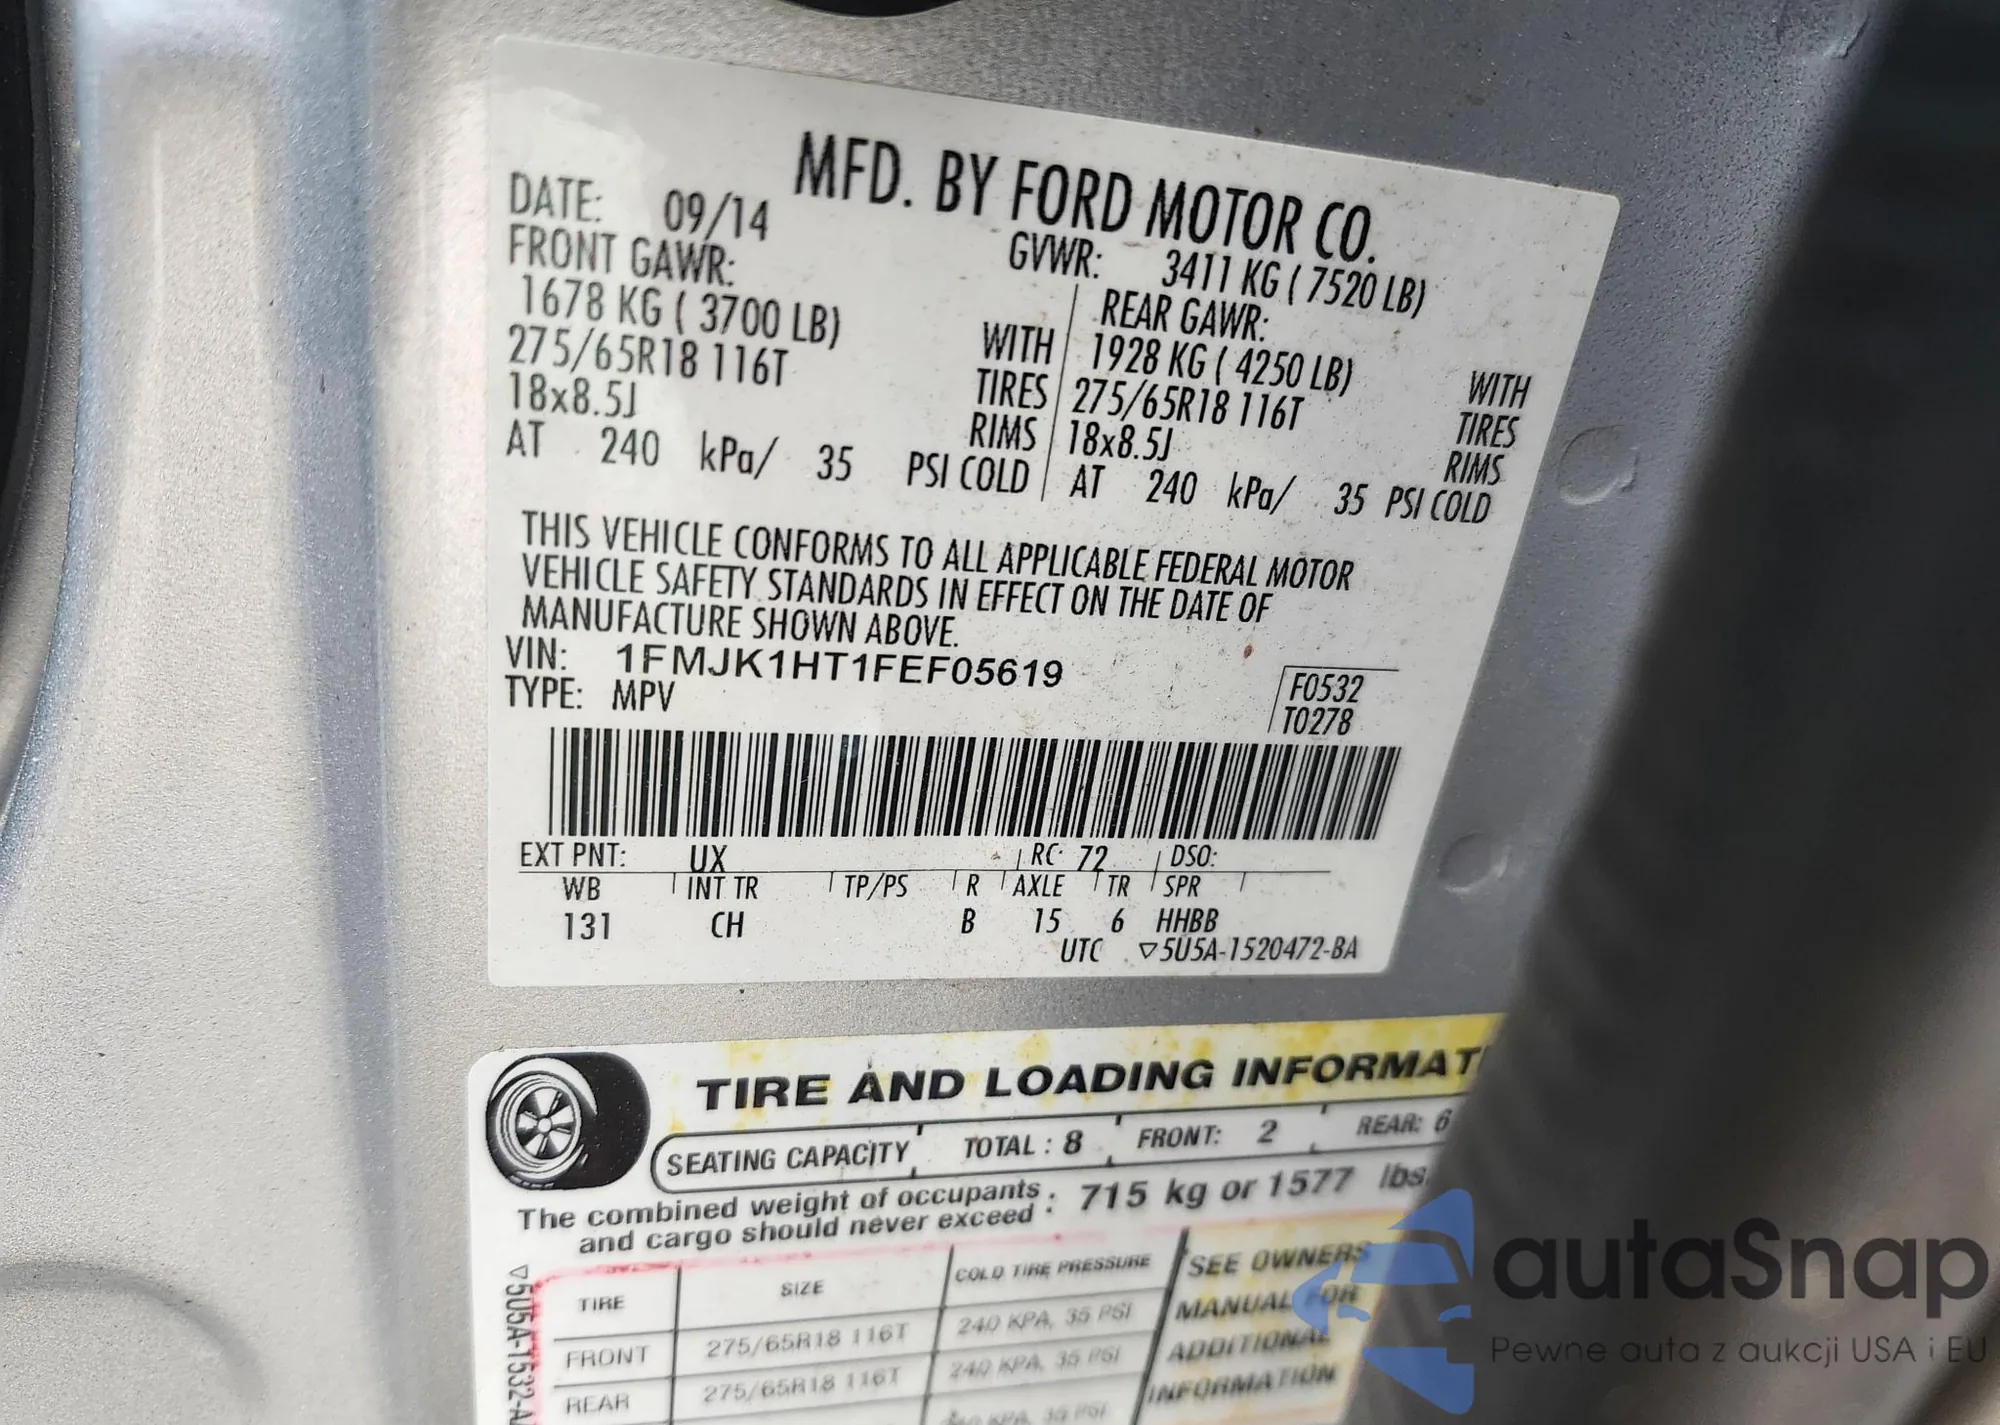 MFD. BY FORD MOTOR CO.
DATE: 09/14 GVWR: 3411 KG ( 7520 LB)
FRONT GAWR: REAR GAWR:
1678 KG ( 3700 LB) WITH 1928 KG ( 4250 LB) WITH
275/65R18 116T TIRES 275/65R18 116T TIRES
18x8.5J RIMS 18x8.5J RIMS
AT 240 kPa/ 35 PSI COLD AT 240 kPa/ 35 PSI COLD
THIS VEHICLE CONFORMS TO ALL APPLICABLE FEDERAL MOTOR
VEHICLE SAFETY STANDARDS IN EFFECT ON THE DATE OF
MANUFACTURE SHOWN ABOVE.
VIN: 1FMJK1HT1FEF05619
TYPE: MPV
F0532
T0278
EXT PNT: UX RC: 72 DSO:
WB INT TR TP/PS R AXLE TR SPR
131 CH B 15 6 HHBB
UTC ▽5U5A-1520472-BA
TIRE AND LOADING INFORMAT
SEATING CAPACITY TOTAL : 8 FRONT: 2 REAR: 6
The combined weight of occupants : 715 kg or 1577 lbs.
and cargo should never exceed :
TIRE SIZE COLD TIRE PRESSURE SEE OWNERS
FRONT 275/65R18 116T 240 KPA, 35 PSI MANUAL FOR
REAR 275/65R18 116T 240 KPA, 35 PSI ADDITIONAL
INFORMATION
▽5U5A-1532-A
autaSnap
Pewne auta z aukcji USA i EU